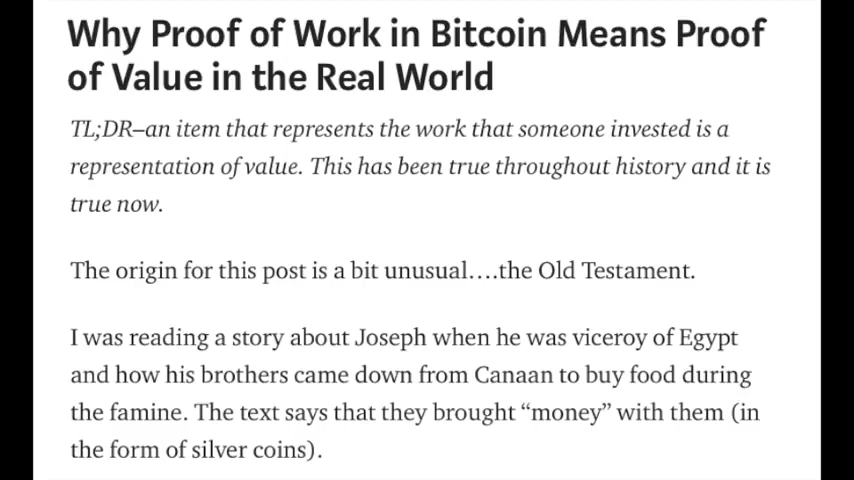 Why Proof of Work in Bitcoin Means Proof
of Value in the Real World
TL;DR–an item that represents the work that someone invested is a
representation of value. This has been true throughout history and it is
true now.
The origin for this post is a bit unusual….the Old Testament.
I was reading a story about Joseph when he was viceroy of Egypt
and how his brothers came down from Canaan to buy food during
the famine. The text says that they brought “money” with them (in
the form of silver coins).